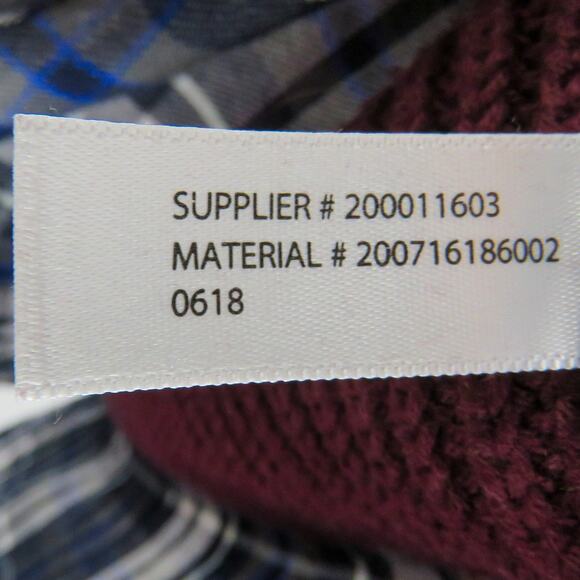 SUPPLIER # 200011603
MATERIAL # 200716186002
0618